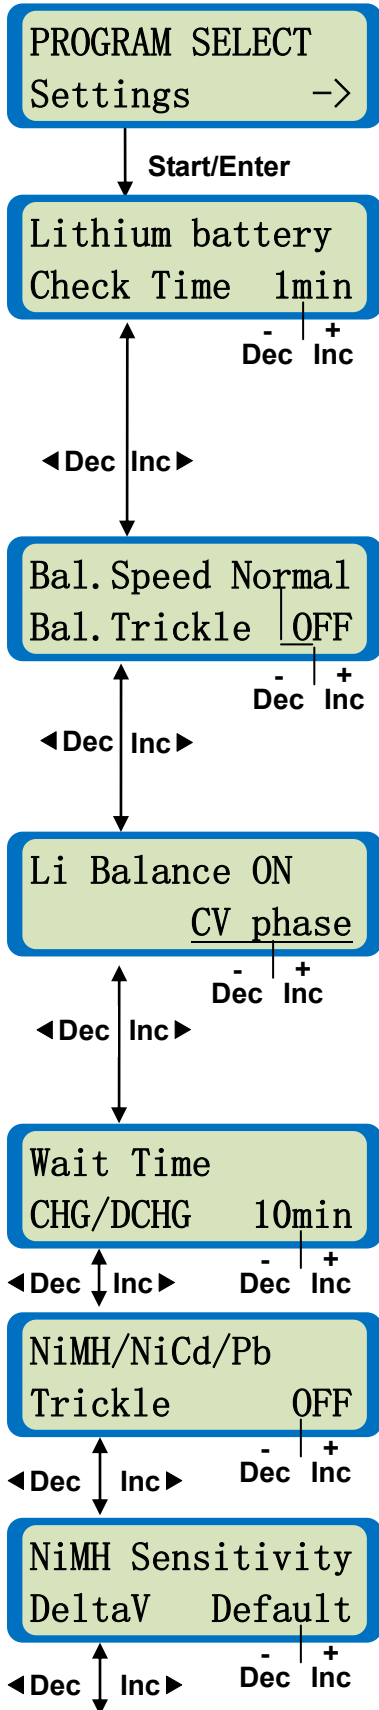 PROGRAM SELECT
Settings ->
Start/Enter
Lithium battery
Check Time 1min
- +
Dec Inc
◄Dec Inc►
Bal.Speed Normal
Bal.Trickle OFF
- +
Dec Inc
◄Dec Inc►
Li Balance ON
CV phase
- +
Dec Inc
◄Dec Inc►
Wait Time
CHG/DCHG 10min
- +
◄Dec Inc► Dec Inc
NiMH/NiCd/Pb
Trickle OFF
- +
◄Dec Inc► Dec Inc
NiMH Sensitivity
DeltaV Default
- +
◄Dec Inc► Dec Inc